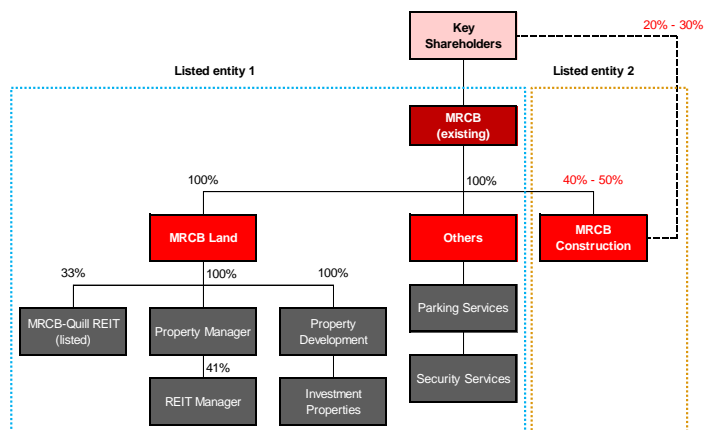 Key
Shareholders
20% - 30%
Listed entity 1
Listed entity 2
MRCB
(existing)
100%
100%
40% - 50%
MRCB Land
Others
MRCB
Construction
33%
100%
100%
MRCB-Quill REIT
(listed)
Property Manager
Property
Development
Parking Services
41%
REIT Manager
Investment
Properties
Security Services